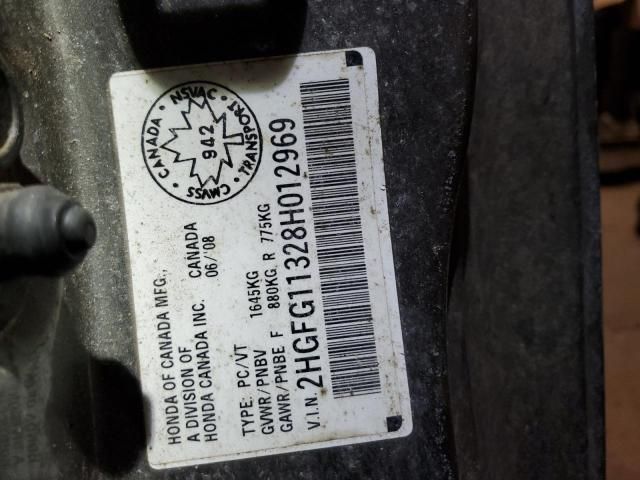 HONDA OF CANADA MFG.,
A DIVISION OF
HONDA CANADA INC. CANADA
06/'08
TYPE: PC/VT
GVWR/PNBV 1645KG
GAWR/PNBE F 880KG, R 775KG
V.I.N. 2HGFG11328H012969
CANADA • NSVAC •
942
CMVSS • TRANSPORT •